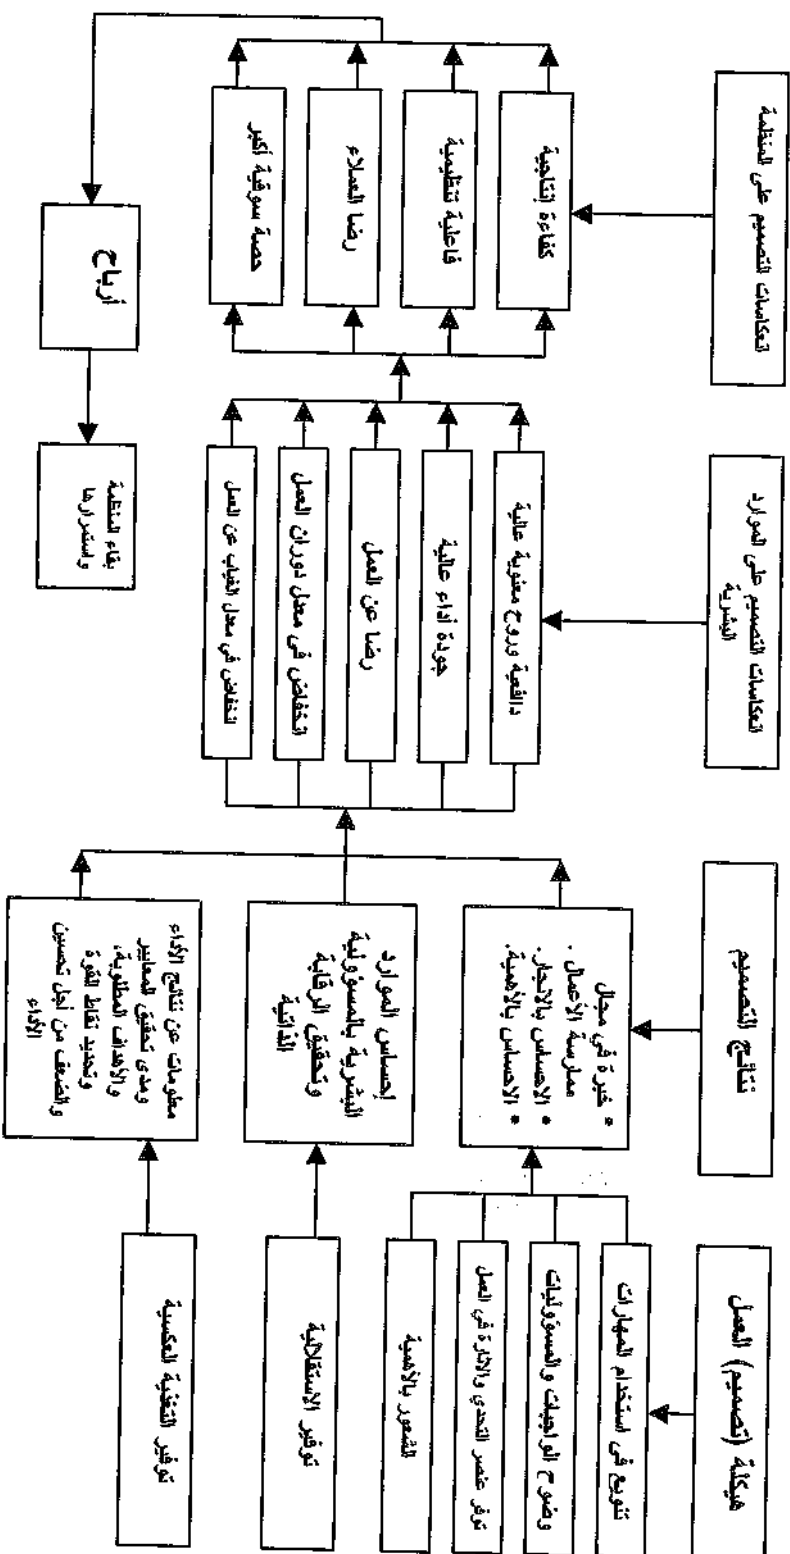 هيكلة (تصميم) العمل
تنويع في استخدام المهارات
وضوح الواجبات والمسؤوليات
توفر عنصر التحدي والاثارة في العمل
الشعور بالأهمية
توفير الاستقلالية
توفير التغذية العكسية
نتائج التصميم
* خبرة في مجال
ممارسة الأعمال .
* الاحساس بالانجاز.
* الاحساس بالأهمية.
إحساس الموارد
البشرية بالمسؤولية
وتحقيق الرقابة
الذاتية
معلومات عن نتائج الأداء
ومدى تحقيق المعايير
والأهداف المطلوبة،
وتحديد نقاط القوة
والضعف من أجل تحسين
الأداء
انعكاسات التصميم على الموارد
البشرية
دافعية وروح معنوية عالية
جودة أداء عالية
رضا عن العمل
انخفاض في معدل دوران العمل
انخفاض في معدل الغياب عن العمل
انعكاسات التصميم على المنظمة
كفاءة إنتاجية
فاعلية تنظيمية
رضا العملاء
حصة سوقية أكبر
أرباح
بقاء المنظمة
واستمرارها